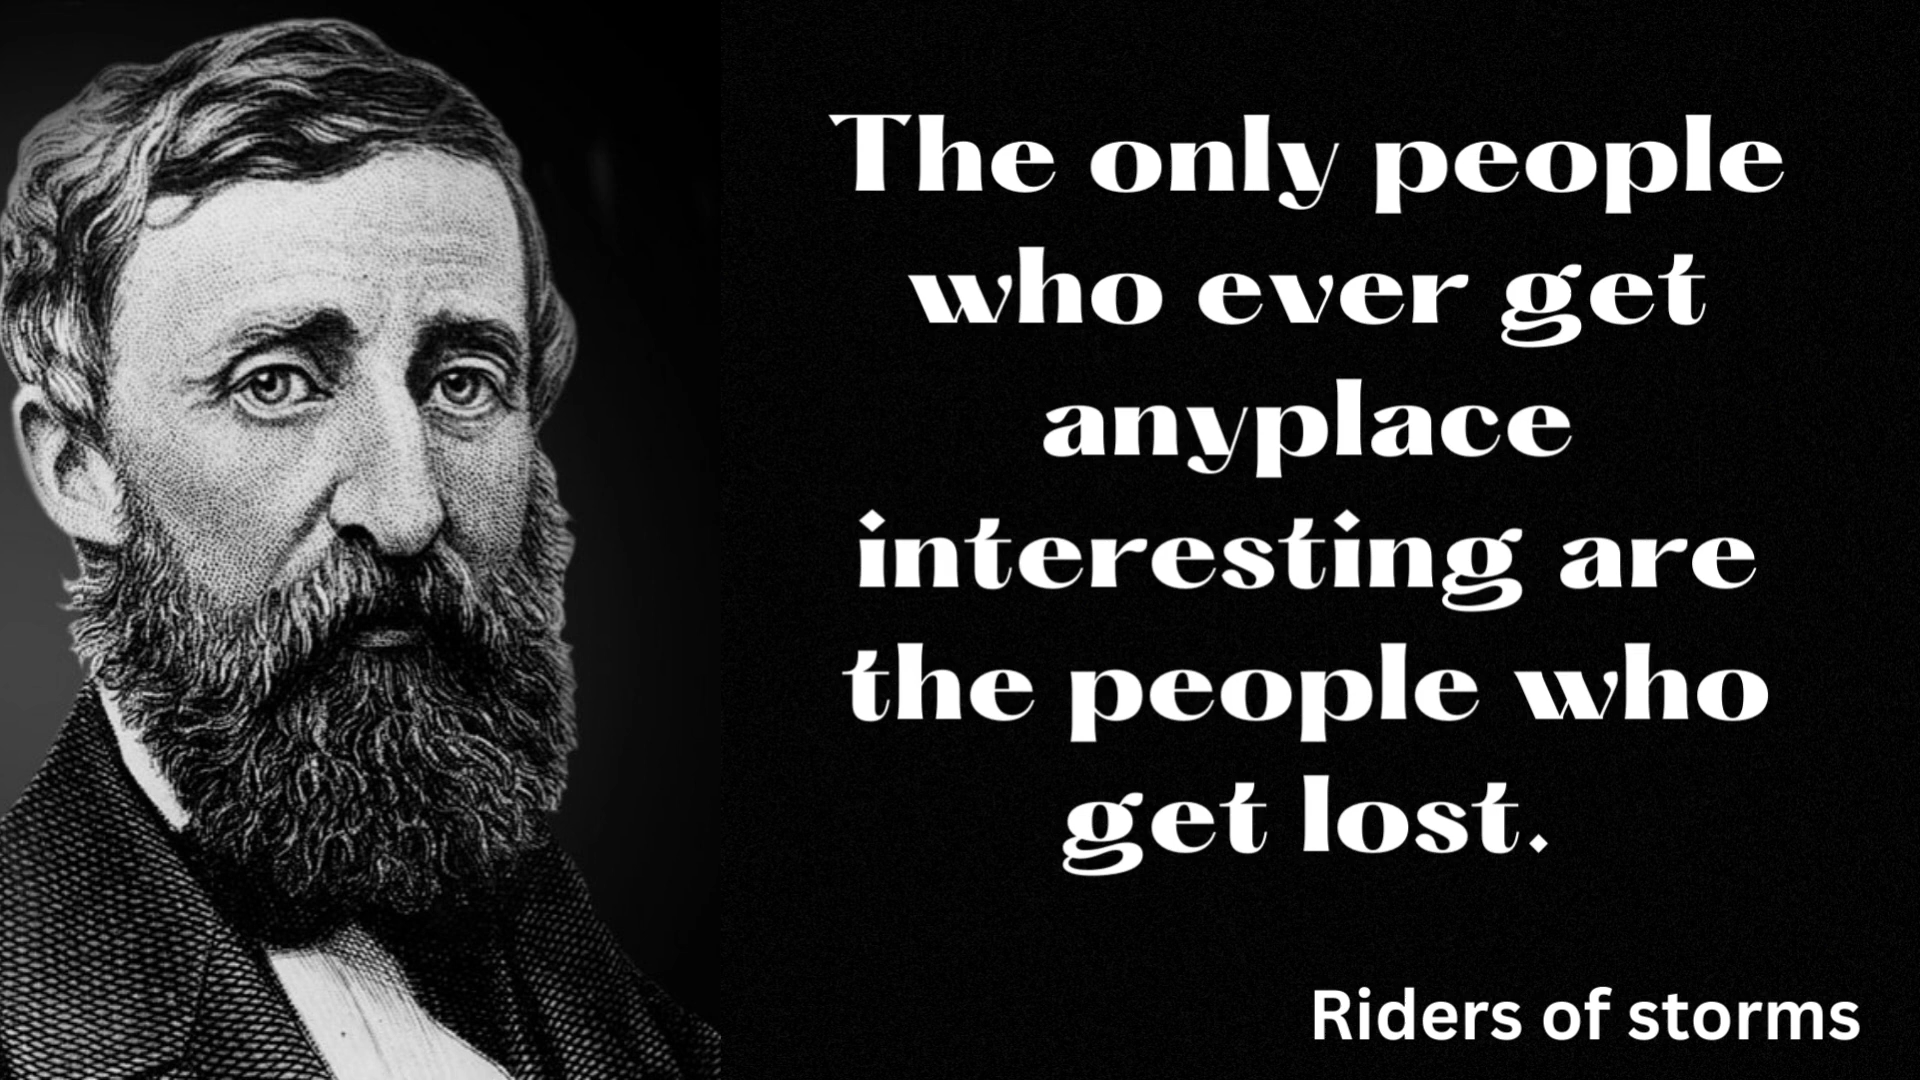 The only people
who ever get
anyplace
interesting are
the people who
get lost.
Riders of storms